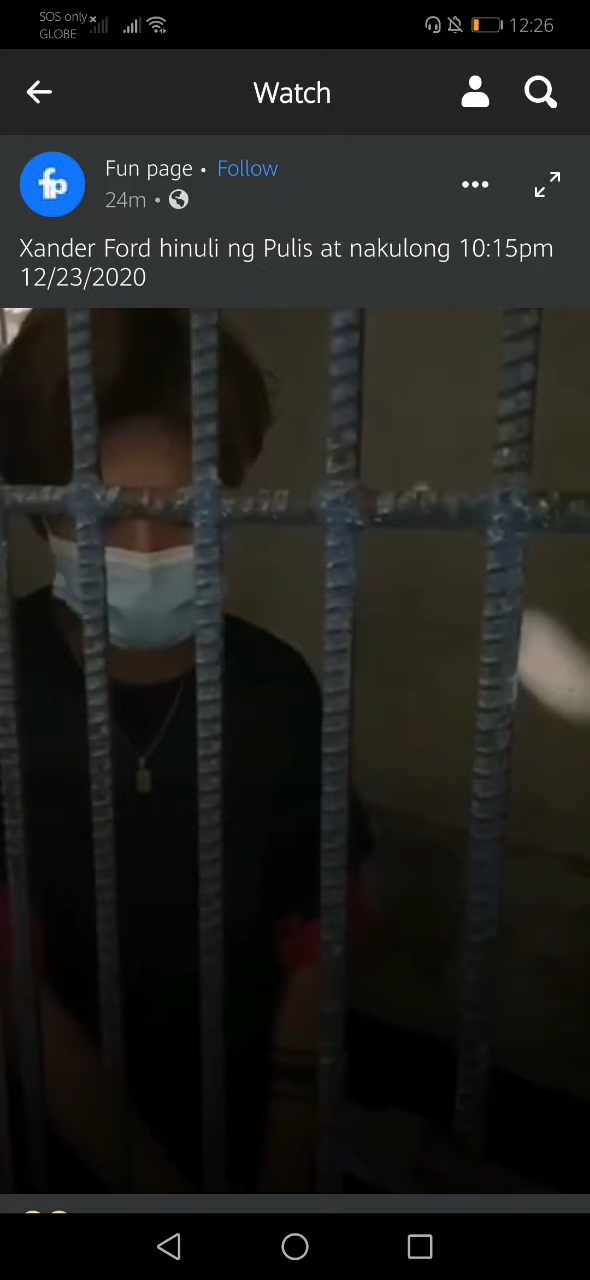 SOS only
GLOBE
12:26
Watch
fp
Fun page • Follow
24m •
Xander Ford hinuli ng Pulis at nakulong 10:15pm
12/23/2020